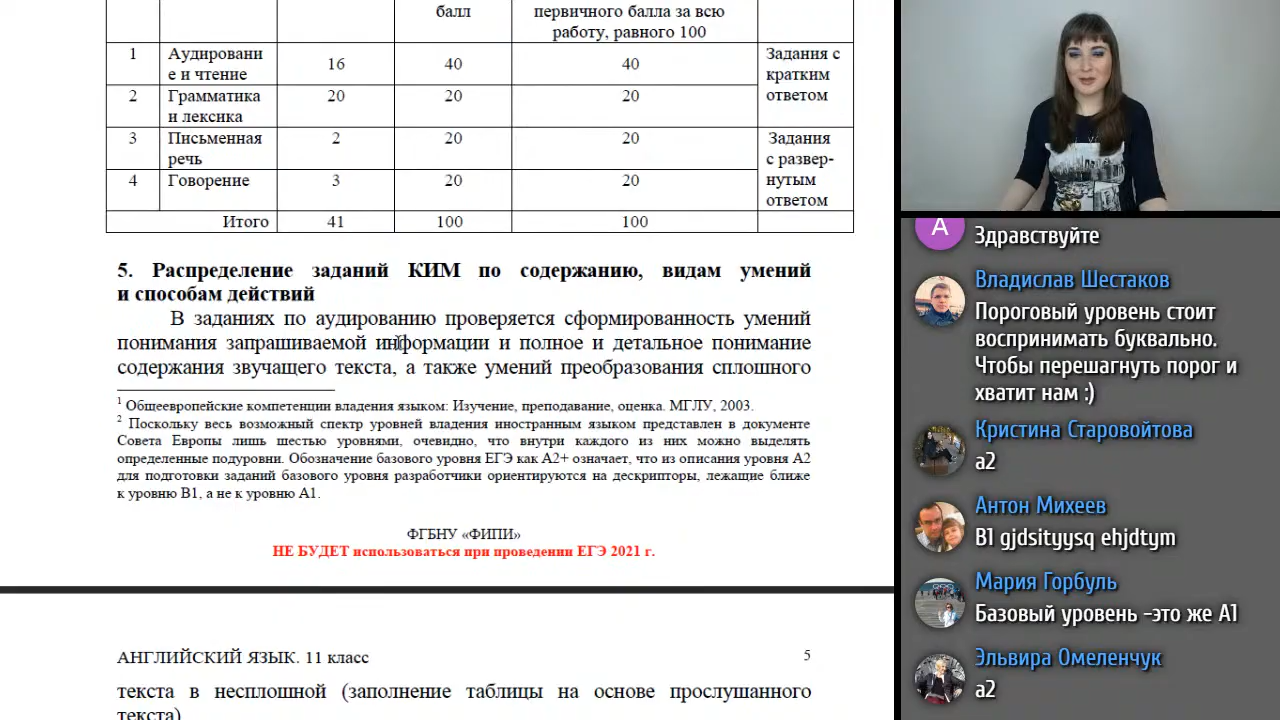 балл
первичного балла за всю
работу, равного 100
1
Аудировани
е и чтение
16
40
40
Задания с
кратким
ответом
2
Грамматика
и лексика
20
20
20
3
Письменная
речь
2
20
20
Задания
с развер-
нутым
ответом
4
Говорение
3
20
20
Итого
41
100
100
5. Распределение заданий КИМ по содержанию, видам умений
и способам действий
В заданиях по аудированию проверяется сформированность умений
понимания запрашиваемой информации и полное и детальное понимание
содержания звучащего текста, а также умений преобразования сплошного
1 Общеевропейские компетенции владения языком: Изучение, преподавание, оценка. МГЛУ, 2003.
2 Поскольку весь возможный спектр уровней владения иностранным языком представлен в документе
Совета Европы лишь шестью уровнями, очевидно, что внутри каждого из них можно выделять
определенные подуровни. Обозначение базового уровня ЕГЭ как А2+ означает, что из описания уровня А2
для подготовки заданий базового уровня разработчики ориентируются на дескрипторы, лежащие ближе
к уровню В1, а не к уровню А1.
ФГБНУ «ФИПИ»
НЕ БУДЕТ использоваться при проведении ЕГЭ 2021 г.
АНГЛИЙСКИЙ ЯЗЫК. 11 класс
5
текста в несплошной (заполнение таблицы на основе прослушанного
текста)
А
Здравствуйте
Владислав Шестаков
Пороговый уровень стоит
воспринимать буквально.
Чтобы перешагнуть порог и
хватит нам :)
Кристина Старовойтова
а2
Антон Михеев
B1 gjdsityysq ehjdtym
Мария Горбуль
Базовый уровень -это же А1
Эльвира Омеленчук
а2